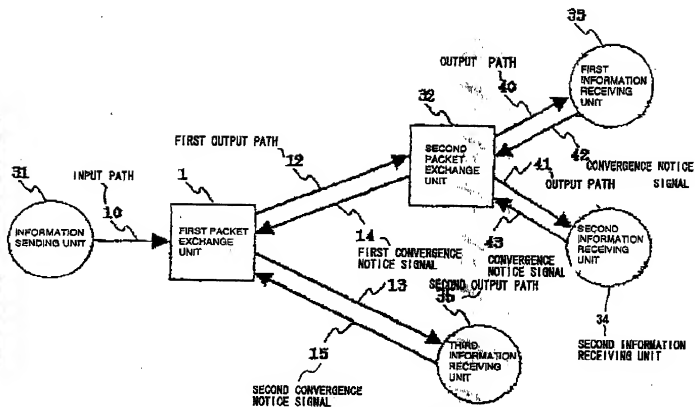 33
OUTPUT PATH
FIRST
INFORMATION
RECEIVING
UNIT
32
40
FIRST OUTPUT PATH
SECOND
PACKET
EXCHANGE
UNIT
42
CONVERGENCE NOTICE
SIGNAL
31
INPUT PATH
1
12
41
OUTPUT PATH
10
INFORMATION
SENDING UNIT
FIRST PACKET
EXCHANGE
UNIT
14
FIRST CONVERGENCE
NOTICE SIGNAL
43
CONVERGENCE
NOTICE SIGNAL
SECOND
INFORMATION
RECEIVING
UNIT
13
SECOND OUTPUT PATH
35
34
SECOND INFORMATION
RECEIVING UNIT
15
THIRD
INFORMATION
RECEIVING
UNIT
SECOND CONVERGENCE
NOTICE SIGNAL